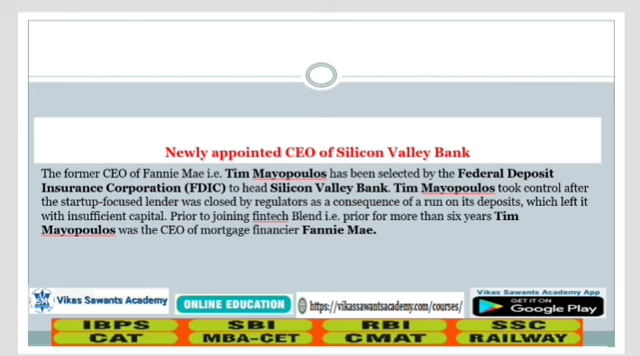 Newly appointed CEO of Silicon Valley Bank
The former CEO of Fannie Mae i.e. Tim Mayopoulos has been selected by the Federal Deposit
Insurance Corporation (FDIC) to head Silicon Valley Bank. Tim Mayopoulos took control after
the startup-focused lender was closed by regulators as a consequence of a run on its deposits, which left it
with insufficient capital. Prior to joining fintech Blend i.e. prior for more than six years Tim
Mayopoulos was the CEO of mortgage financier Fannie Mae.
Vikas Sawants Academy
ONLINE EDUCATION
https://vikassawantsacademy.com/courses/
Vikas Sawants Academy App
GET IT ON
Google Play
IBPS SBI RBI SSC
CAT MBA-CET CMAT RAILWAY